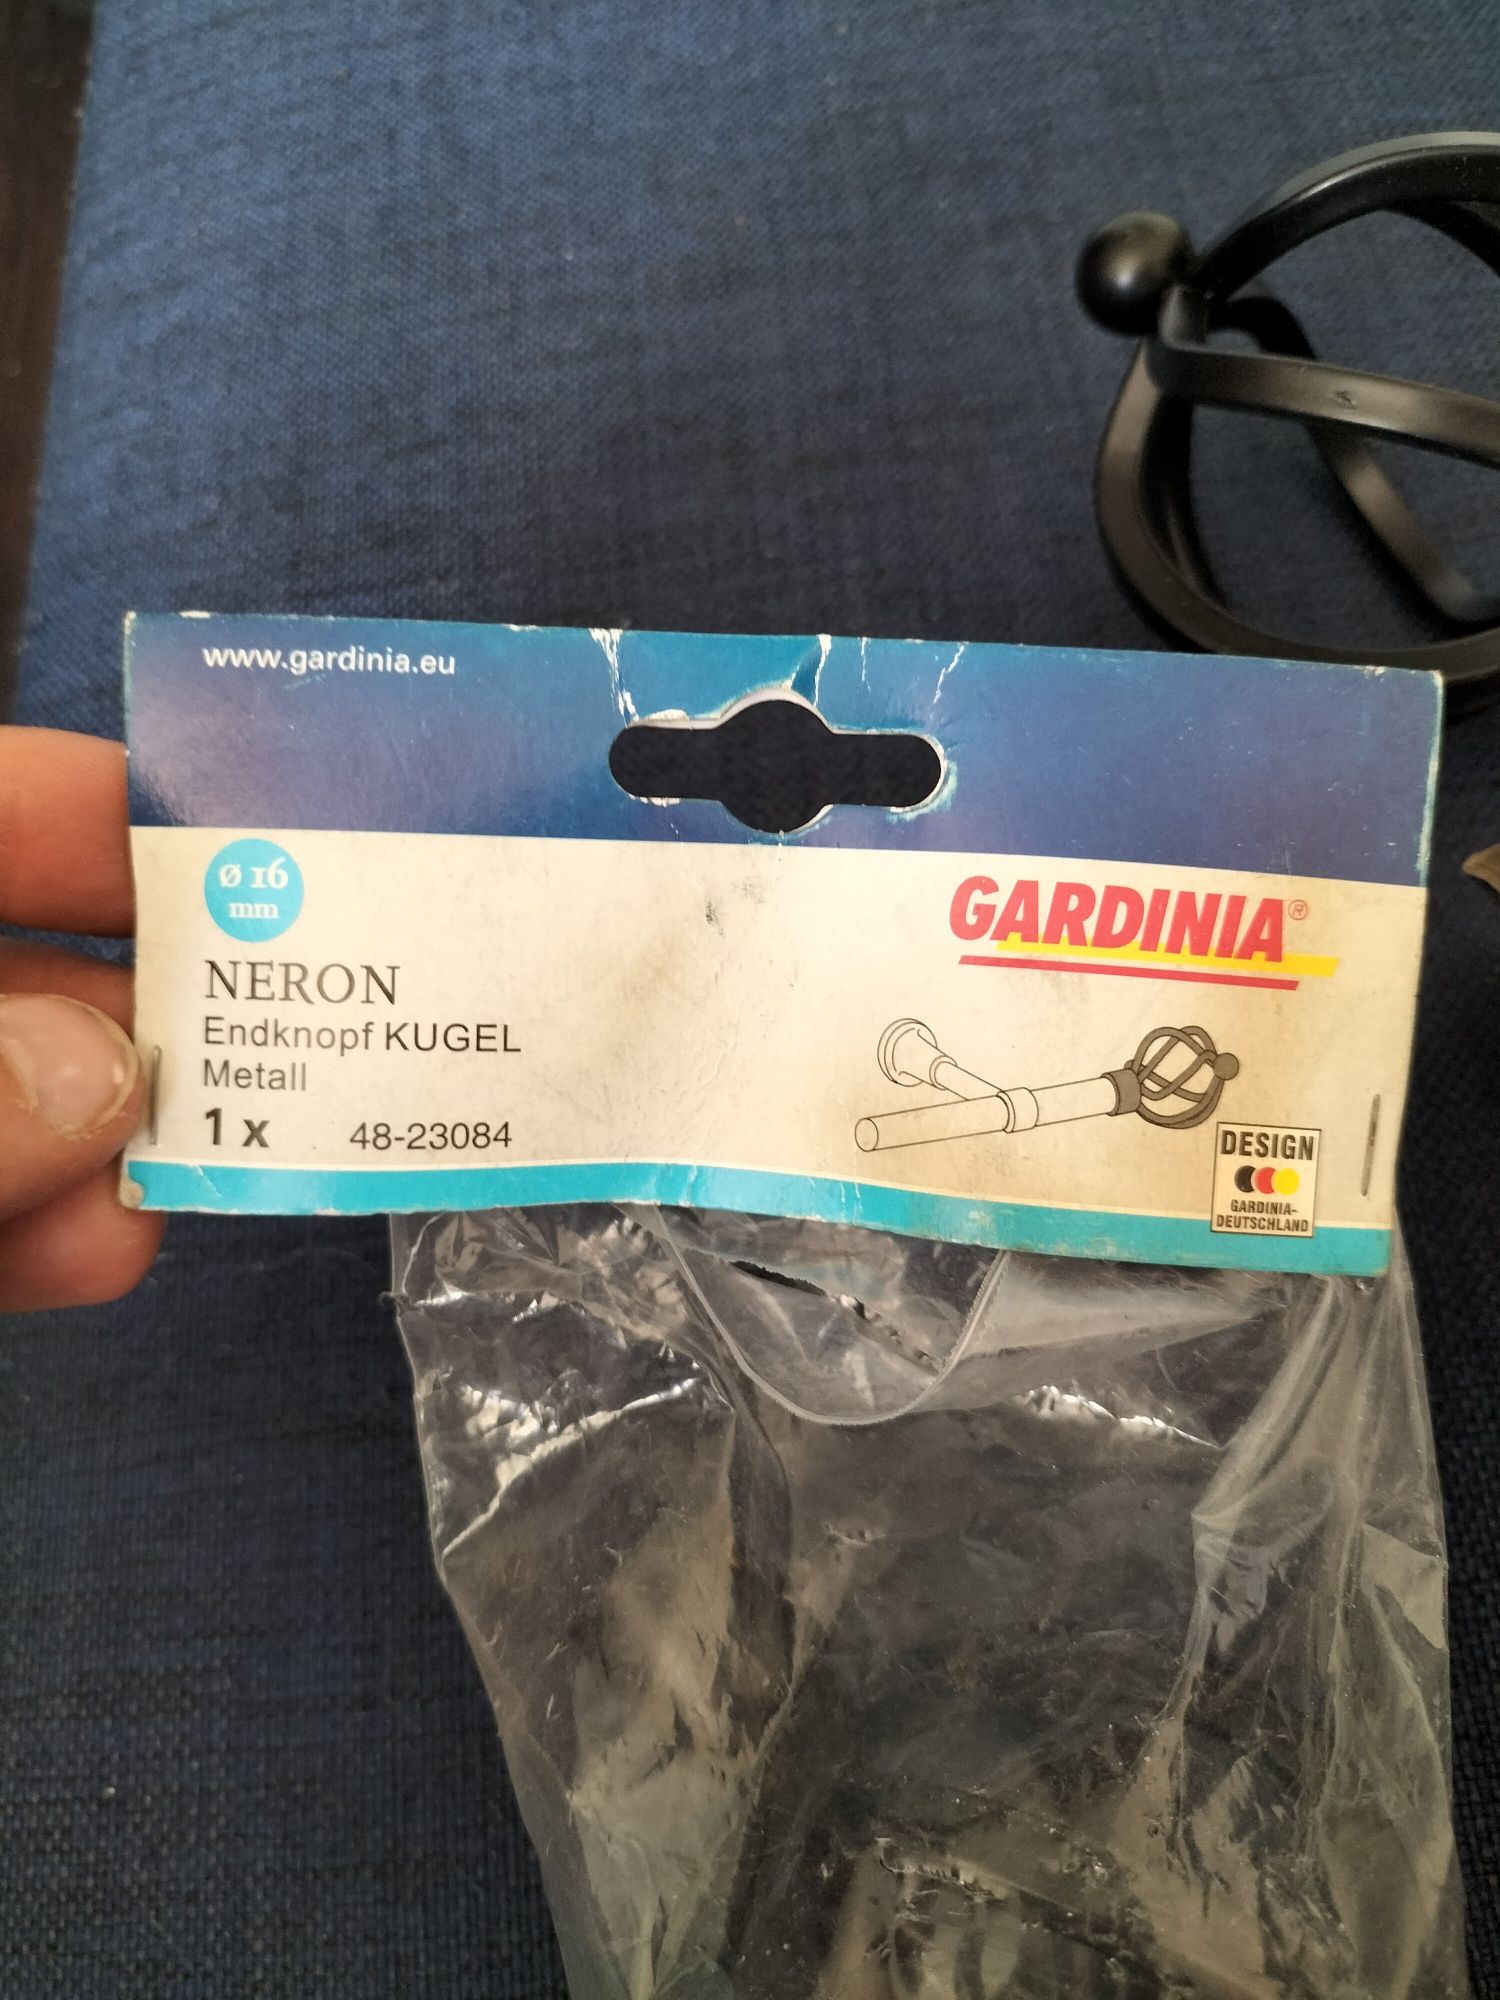 www.gardinia.eu
Ø 16
mm
GARDINIA®
NERON
Endknopf KUGEL
Metall
1 x 48-23084
DESIGN
GARDINIA-
DEUTSCHLAND